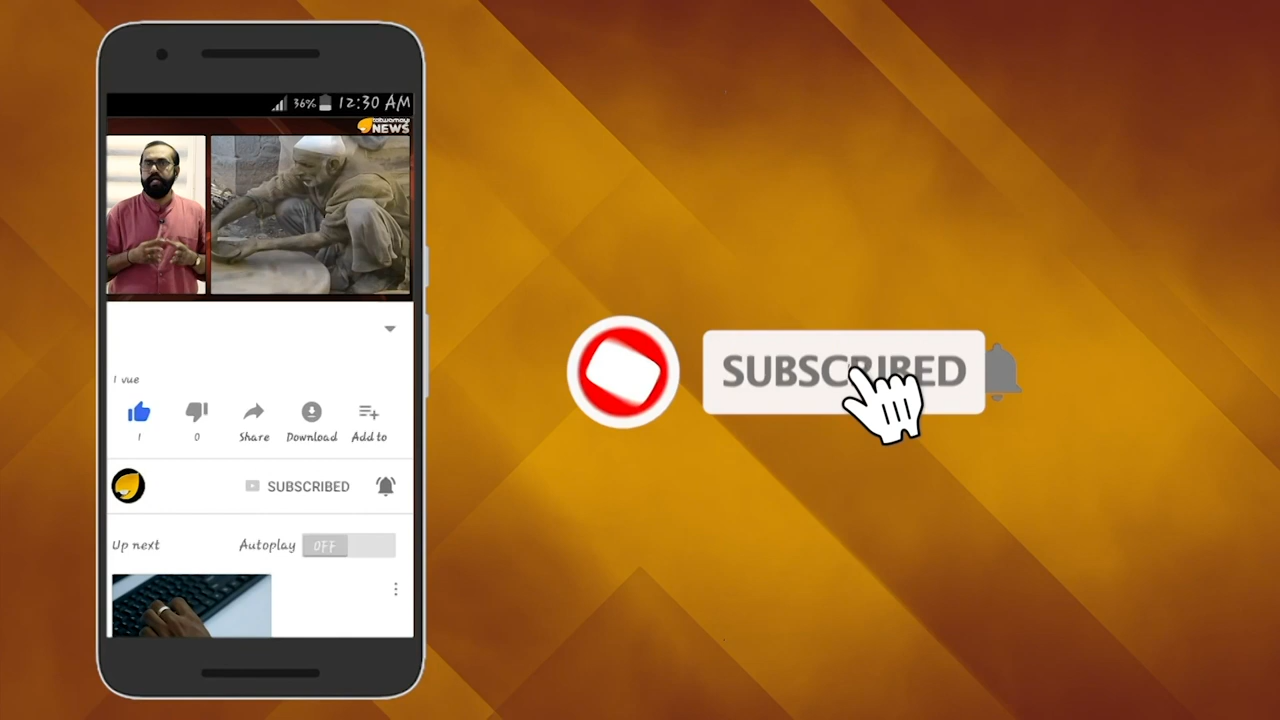 36% 12:30 AM
tatwamayi
NEWS
1 vue
1 0 Share Download Add to
SUBSCRIBED
Up next Autoplay OFF
SUBSCRIBED